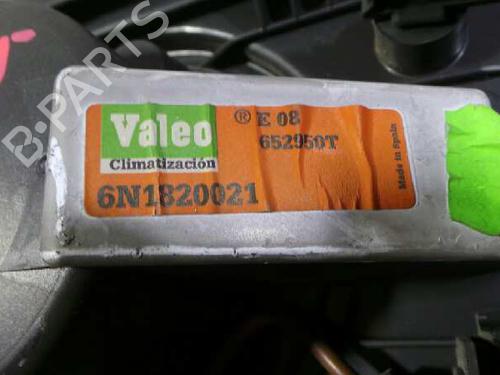 B-PARTS
Valeo
Climatización
® E 08
652950T
6N1820021
Made in Spain